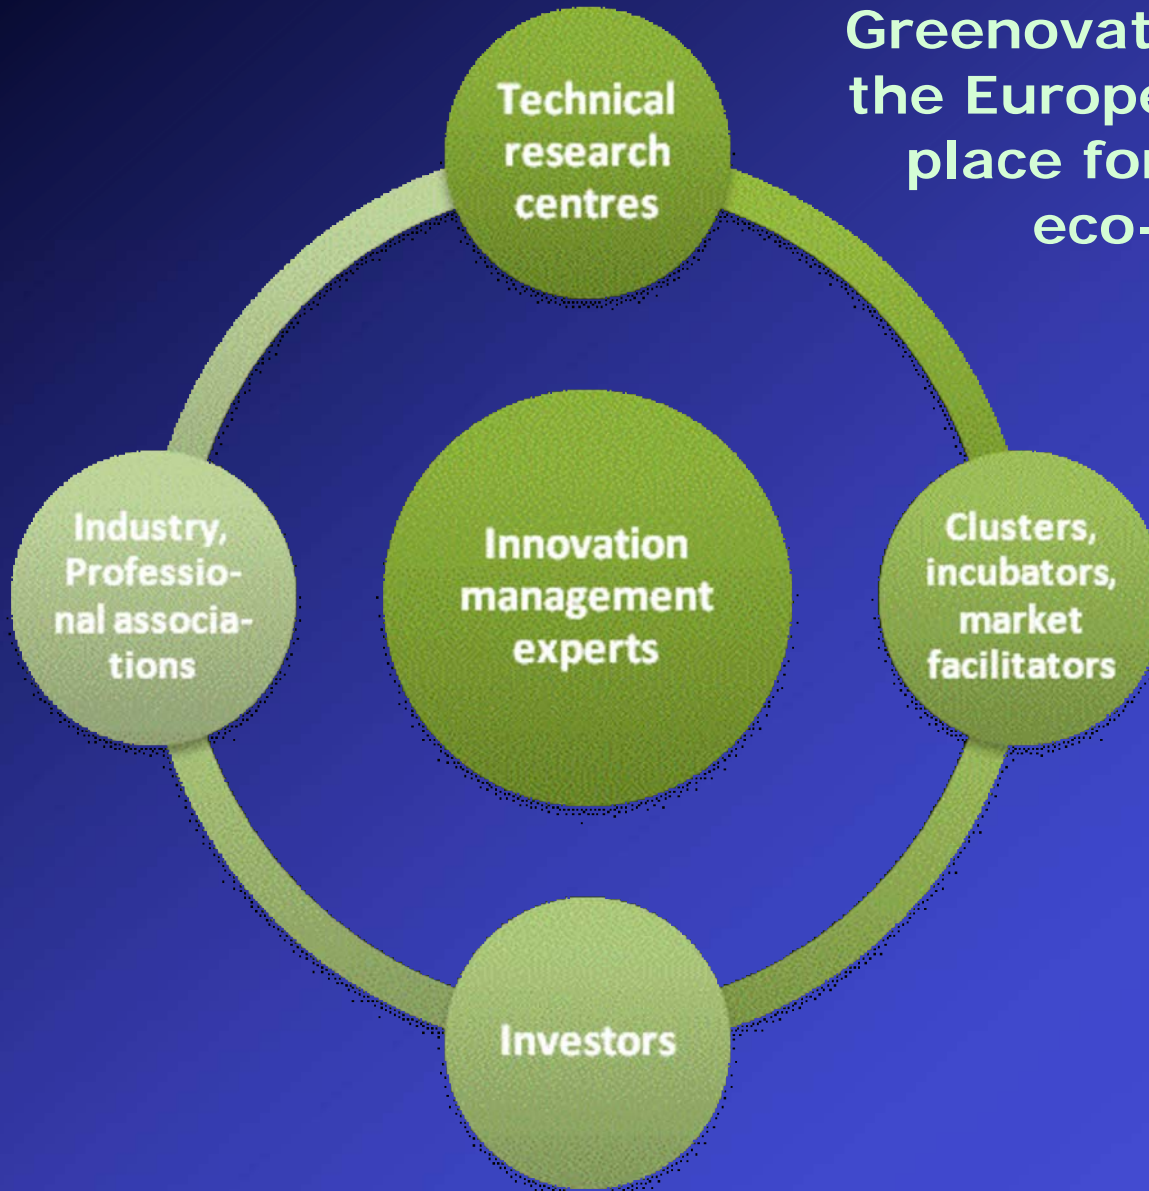 Greenovat
the Europe
place for
eco-
Technical
research
centres
Industry,
Professio-
nal associa-
tions
Innovation
management
experts
Clusters,
incubators,
market
facilitators
Investors